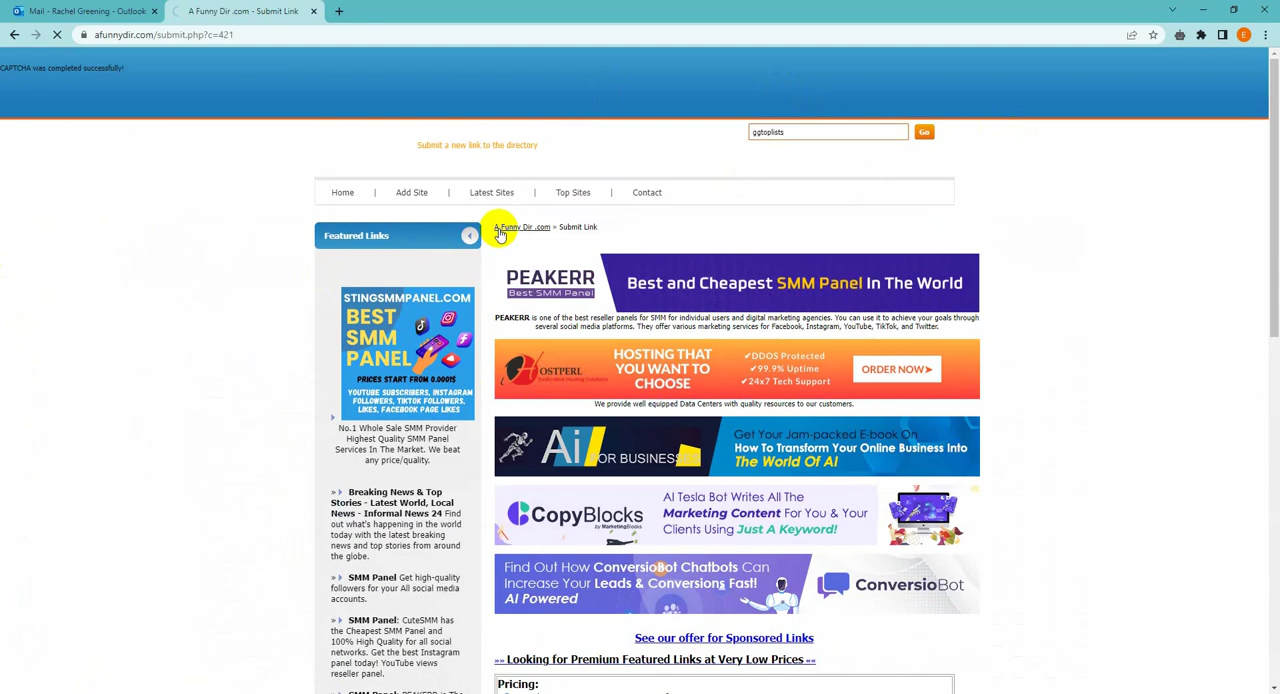 Mail - Rachel Greening - Outlook
A Funny Dir .com - Submit Link
afunnydir.com/submit.php?c=421
E
CAPTCHA was completed successfully!
ggtoplists
Go
Submit a new link to the directory
Home | Add Site | Latest Sites | Top Sites | Contact
Featured Links
STINGSMMPANEL.COM
BEST
SMM
PANEL
PRICES START FROM 0.0001$
YOUTUBE SUBSCRIBERS, INSTAGRAM
FOLLOWERS, TIKTOK FOLLOWERS,
LIKES, FACEBOOK PAGE LIKES
No.1 Whole Sale SMM Provider
Highest Quality SMM Panel
Services In The Market. We beat
any price/quality.
» Breaking News & Top
Stories - Latest World, Local
News - Informal News 24 Find
out what's happening in the world
today with the latest breaking
news and top stories from around
the globe.
» SMM Panel Get high-quality
followers for your All social media
accounts.
» SMM Panel: CuteSMM has
the Cheapest SMM Panel and
100% High Quality for all social
networks. Get the best Instagram
panel today! YouTube views
reseller panel.
» SMM Panel: PEAKERR is The
A Funny Dir .com » Submit Link
PEAKERR
Best SMM Panel
Best and Cheapest SMM Panel In The World
PEAKERR is one of the best reseller panels for SMM for individual users and digital marketing agencies. You can use it to achieve your goals through
several social media platforms. They offer various marketing services for Facebook, Instagram, YouTube, TikTok, and Twitter.
HOSTPERL
Dedicated Hosting Solutions
HOSTING THAT
YOU WANT TO
CHOOSE
✔DDOS Protected
✔99.9% Uptime
✔24x7 Tech Support
ORDER NOW➤
We provide well equipped Data Centers with quality resources to our customers.
Ai FOR BUSINESS
Get Your Jam-packed E-book On
How To Transform Your Online Business Into
The World Of AI
CopyBlocks
by MarketingBlocks
AI Tesla Bot Writes All The
Marketing Content For You & Your
Clients Using Just A Keyword!
Find Out How ConversioBot Chatbots Can
Increase Your Leads & Conversions Fast!
AI Powered
ConversioBot
See our offer for Sponsored Links
»» Looking for Premium Featured Links at Very Low Prices ««
Pricing: